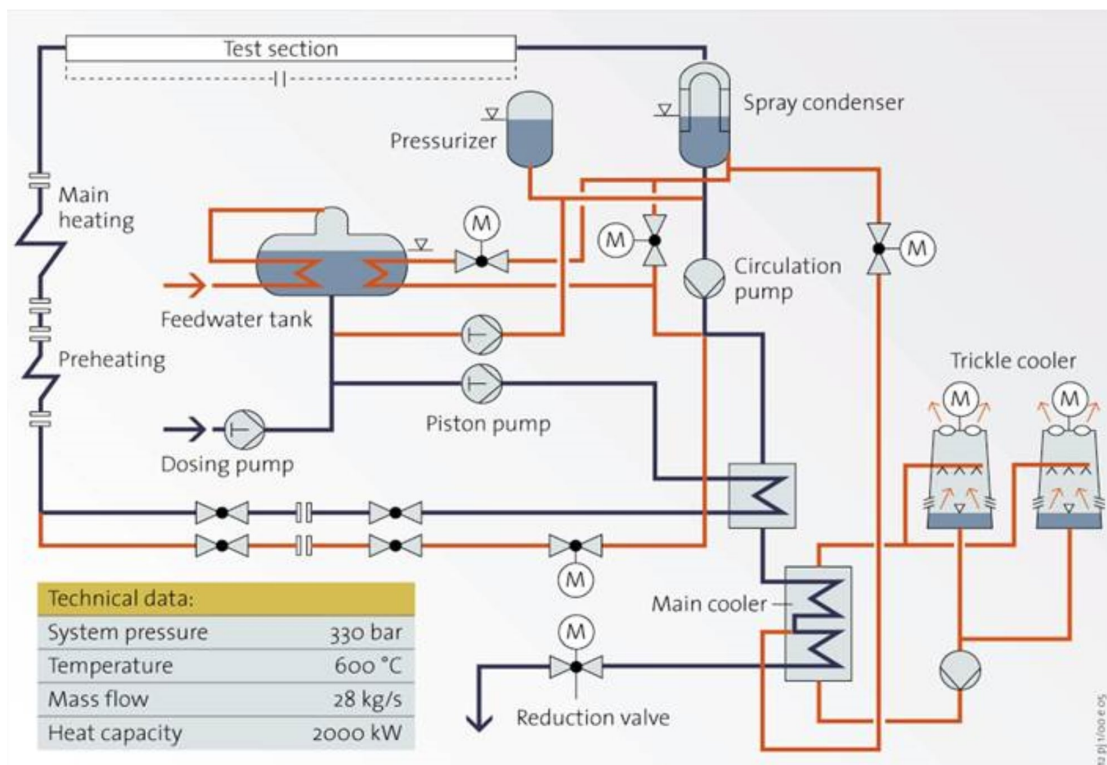 Test section
Spray condenser
Pressurizer
Main
heating
M
M
M
Circulation
pump
Feedwater tank
Preheating
Trickle cooler
M
M
Piston pump
Dosing pump
M
Technical data:
System pressure 330 bar
Temperature 600 °C
Mass flow 28 kg/s
Heat capacity 2000 kW
Main cooler
M
Reduction valve